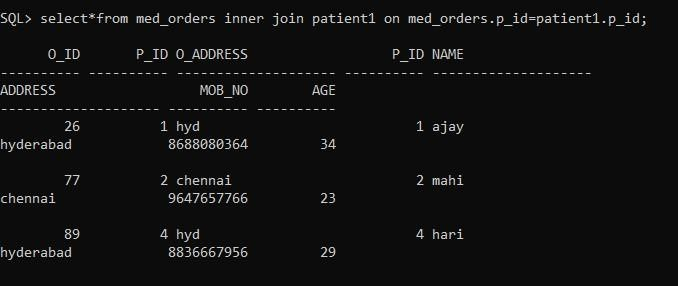 SQL> select*from med_orders inner join patient1 on med_orders.p_id=patient1.p_id;
O_ID P_ID O_ADDRESS P_ID NAME
---------- ---------- -------------------- ---------- --------------------
ADDRESS MOB_NO AGE
-------------------- ---------- ----------
26 1 hyd 1 ajay
hyderabad 8688080364 34
77 2 chennai 2 mahi
chennai 9647657766 23
89 4 hyd 4 hari
hyderabad 8836667956 29